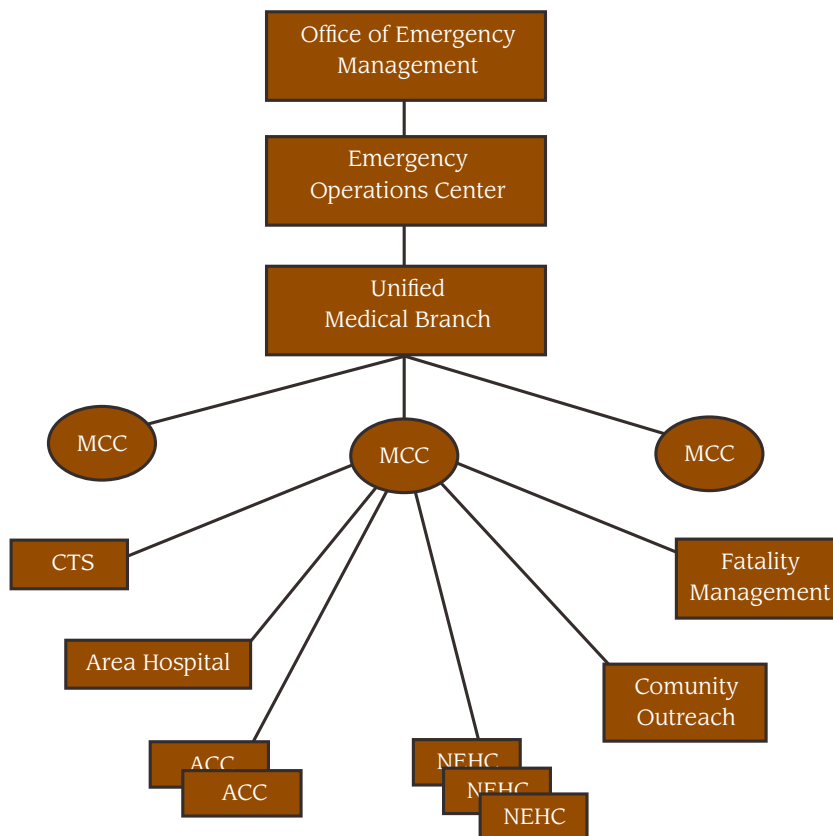 Office of Emergency
Management
Emergency
Operations Center
Unified
Medical Branch
MCC
MCC
MCC
CTS
Fatality
Management
Area Hospital
Comunity
Outreach
ACC
ACC
NEHC
NEHC
NEHC